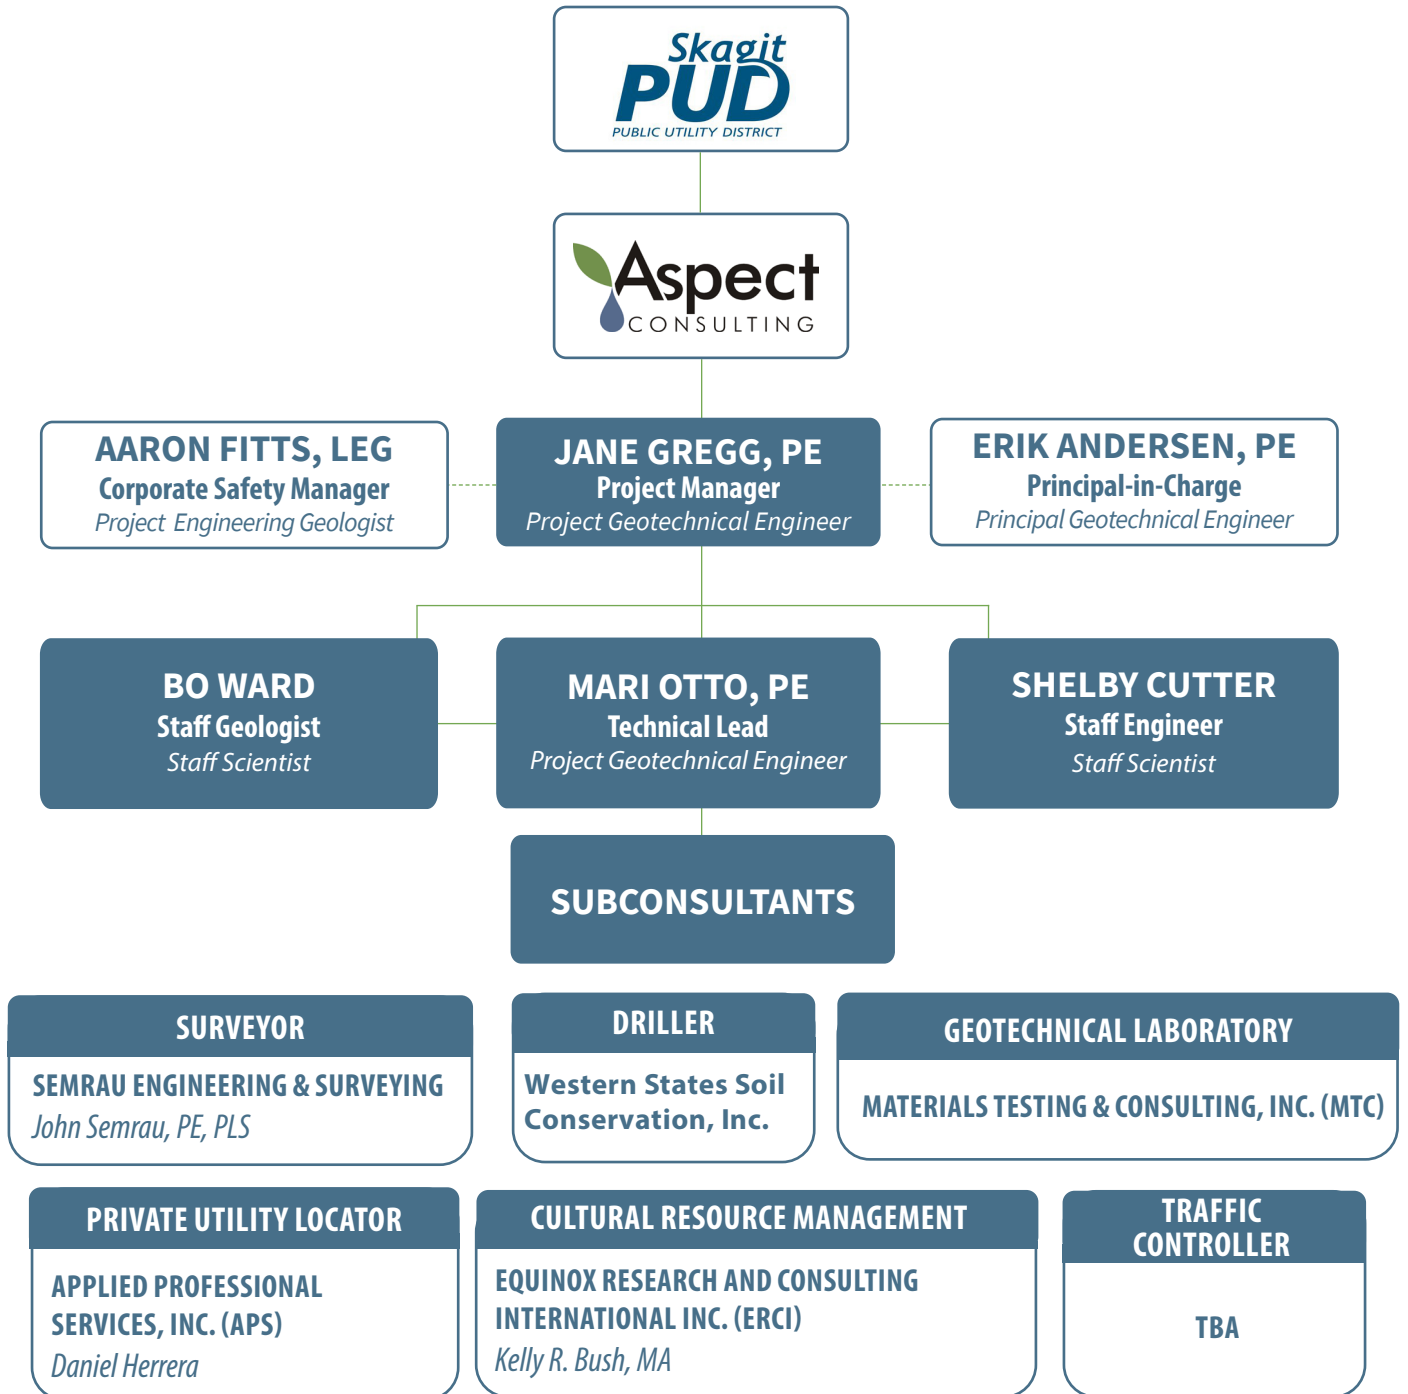 Skagit
PUD
PUBLIC UTILITY DISTRICT
Aspect
CONSULTING
AARON FITTS, LEG
Corporate Safety Manager
Project Engineering Geologist
JANE GREGG, PE
Project Manager
Project Geotechnical Engineer
ERIK ANDERSEN, PE
Principal-in-Charge
Principal Geotechnical Engineer
BO WARD
Staff Geologist
Staff Scientist
MARI OTTO, PE
Technical Lead
Project Geotechnical Engineer
SHELBY CUTTER
Staff Engineer
Staff Scientist
SUBCONSULTANTS
SURVEYOR
SEMRAU ENGINEERING & SURVEYING
John Semrau, PE, PLS
DRILLER
Western States Soil
Conservation, Inc.
GEOTECHNICAL LABORATORY
MATERIALS TESTING & CONSULTING, INC. (MTC)
PRIVATE UTILITY LOCATOR
APPLIED PROFESSIONAL
SERVICES, INC. (APS)
Daniel Herrera
CULTURAL RESOURCE MANAGEMENT
EQUINOX RESEARCH AND CONSULTING
INTERNATIONAL INC. (ERCI)
Kelly R. Bush, MA
TRAFFIC
CONTROLLER
TBA